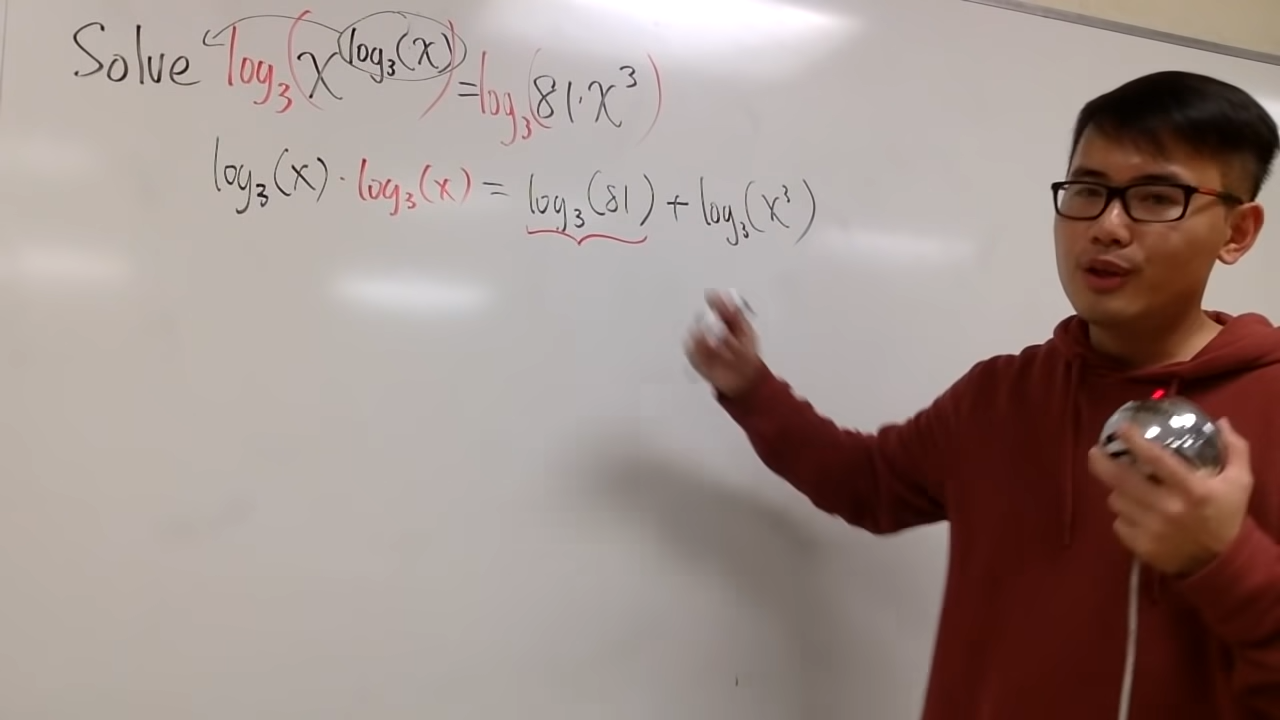 Solve log₃(x^log₃(x)) = log₃(81·x³)
log₃(x) · log₃(x) = log₃(81) + log₃(x³)